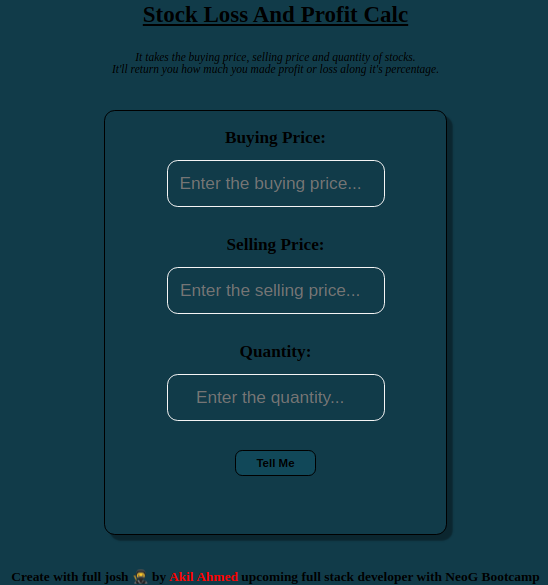 Stock Loss And Profit Calc
It takes the buying price, selling price and quantity of stocks.
It'll return you how much you made profit or loss along it's percentage.
Buying Price:
Enter the buying price...
Selling Price:
Enter the selling price...
Quantity:
Enter the quantity...
Tell Me
Create with full josh 🥷 by Akil Ahmed upcoming full stack developer with NeoG Bootcamp